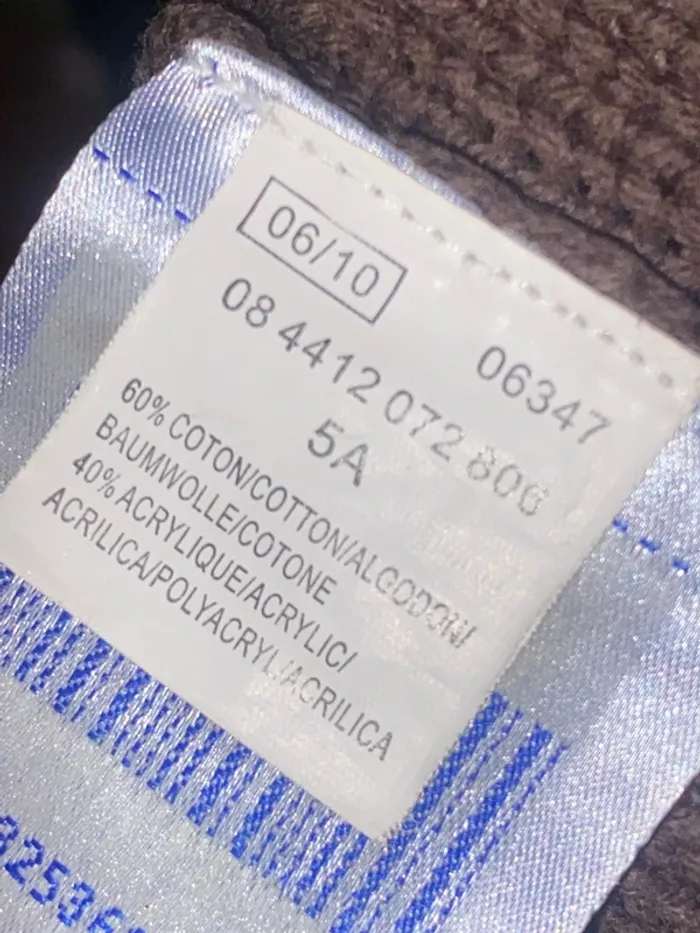 06/10
06347
08 4412 072 806
5A
60% COTON/COTTON/ALGODON/
BAUMWOLLE/COTONE
40% ACRYLIQUE/ACRYLIC/
ACRILICA/POLYACRYL/ACRILICA